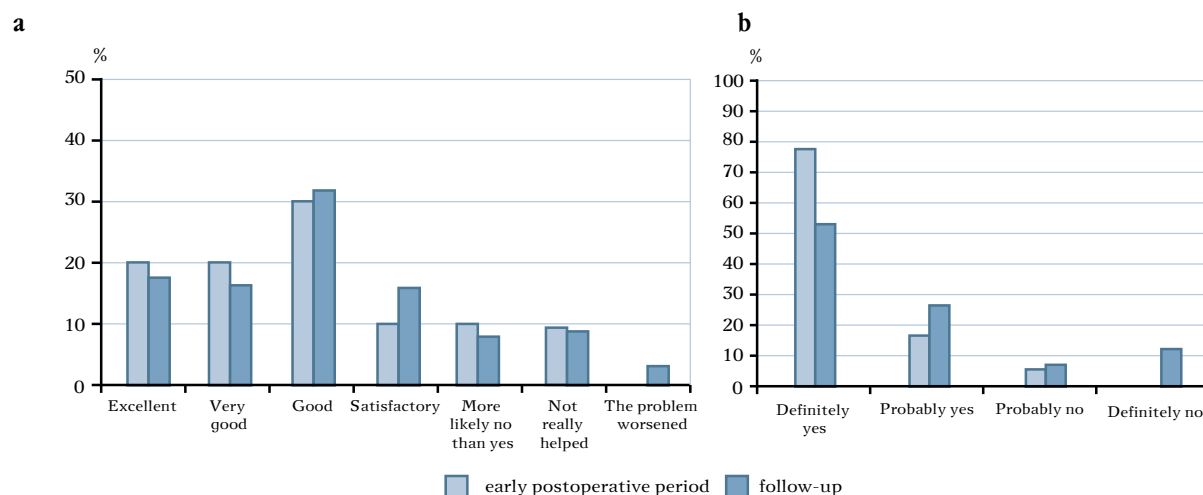 a
%
50
40
30
20
10
0
Excellent
Very
good
Good
Satisfactory
More
likely no
than yes
Not
really
helped
The problem
worsened
b
%
100
90
80
70
60
50
40
30
20
10
0
Definitely
yes
Probably yes
Probably no
Definitely no
early postoperative period
follow-up